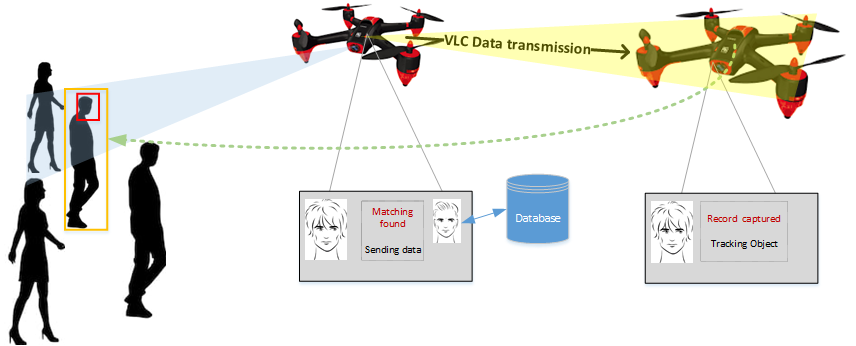 VLC Data transmission
Matching
found
Sending data
Database
Record captured
Tracking Object